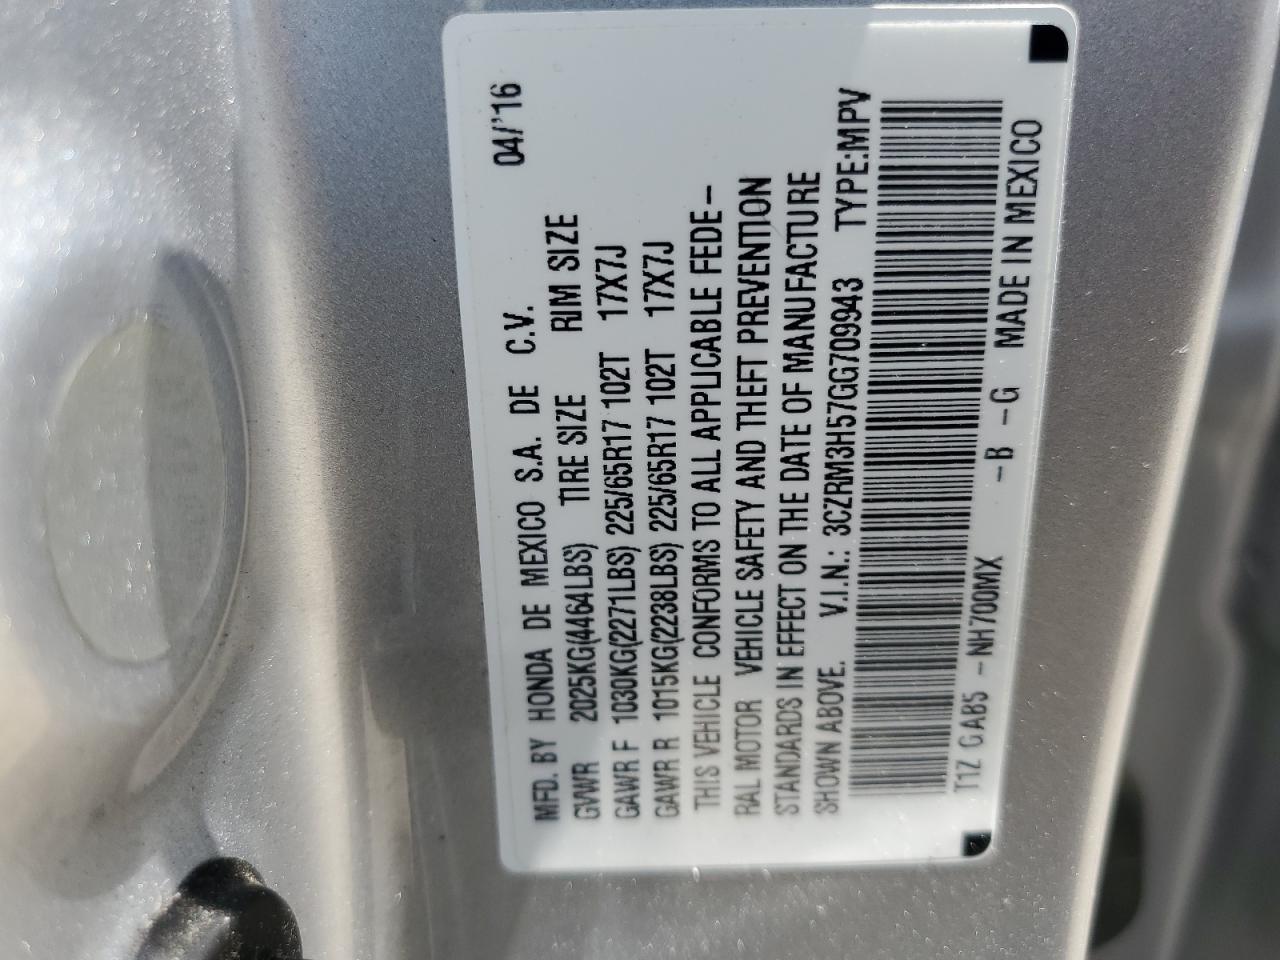 MFD. BY HONDA DE MEXICO S.A. DE C.V. 04/'16
GVWR 2025KG(4464LBS) TIRE SIZE RIM SIZE
GAWR F 1030KG(2271LBS) 225/65R17 102T 17X7J
GAWR R 1015KG(2238LBS) 225/65R17 102T 17X7J
THIS VEHICLE CONFORMS TO ALL APPLICABLE FEDE-
RAL MOTOR VEHICLE SAFETY AND THEFT PREVENTION
STANDARDS IN EFFECT ON THE DATE OF MANUFACTURE
SHOWN ABOVE. V.I.N.: 3CZRM3H57GG709943 TYPE:MPV
T1Z GAB5 -NH700MX -B -G MADE IN MEXICO